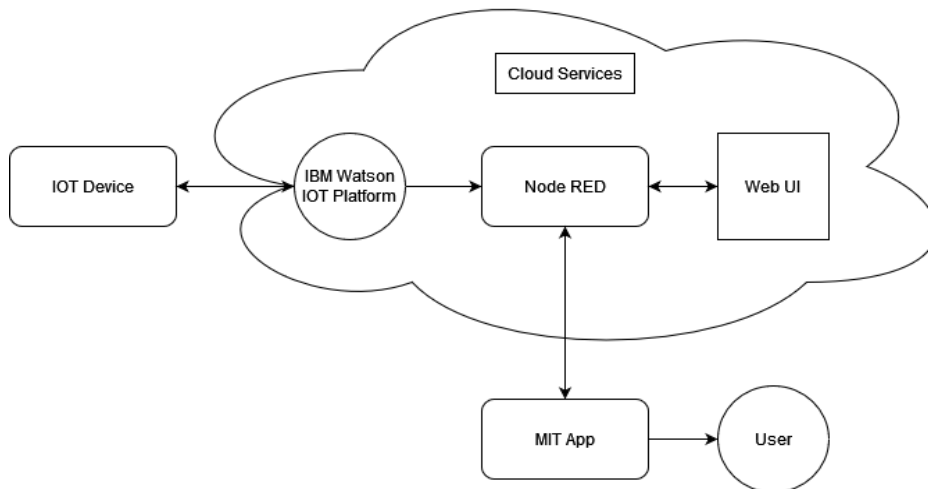 Cloud Services
IOT Device
IBM Watson
IOT Platform
Node RED
Web UI
MIT App
User